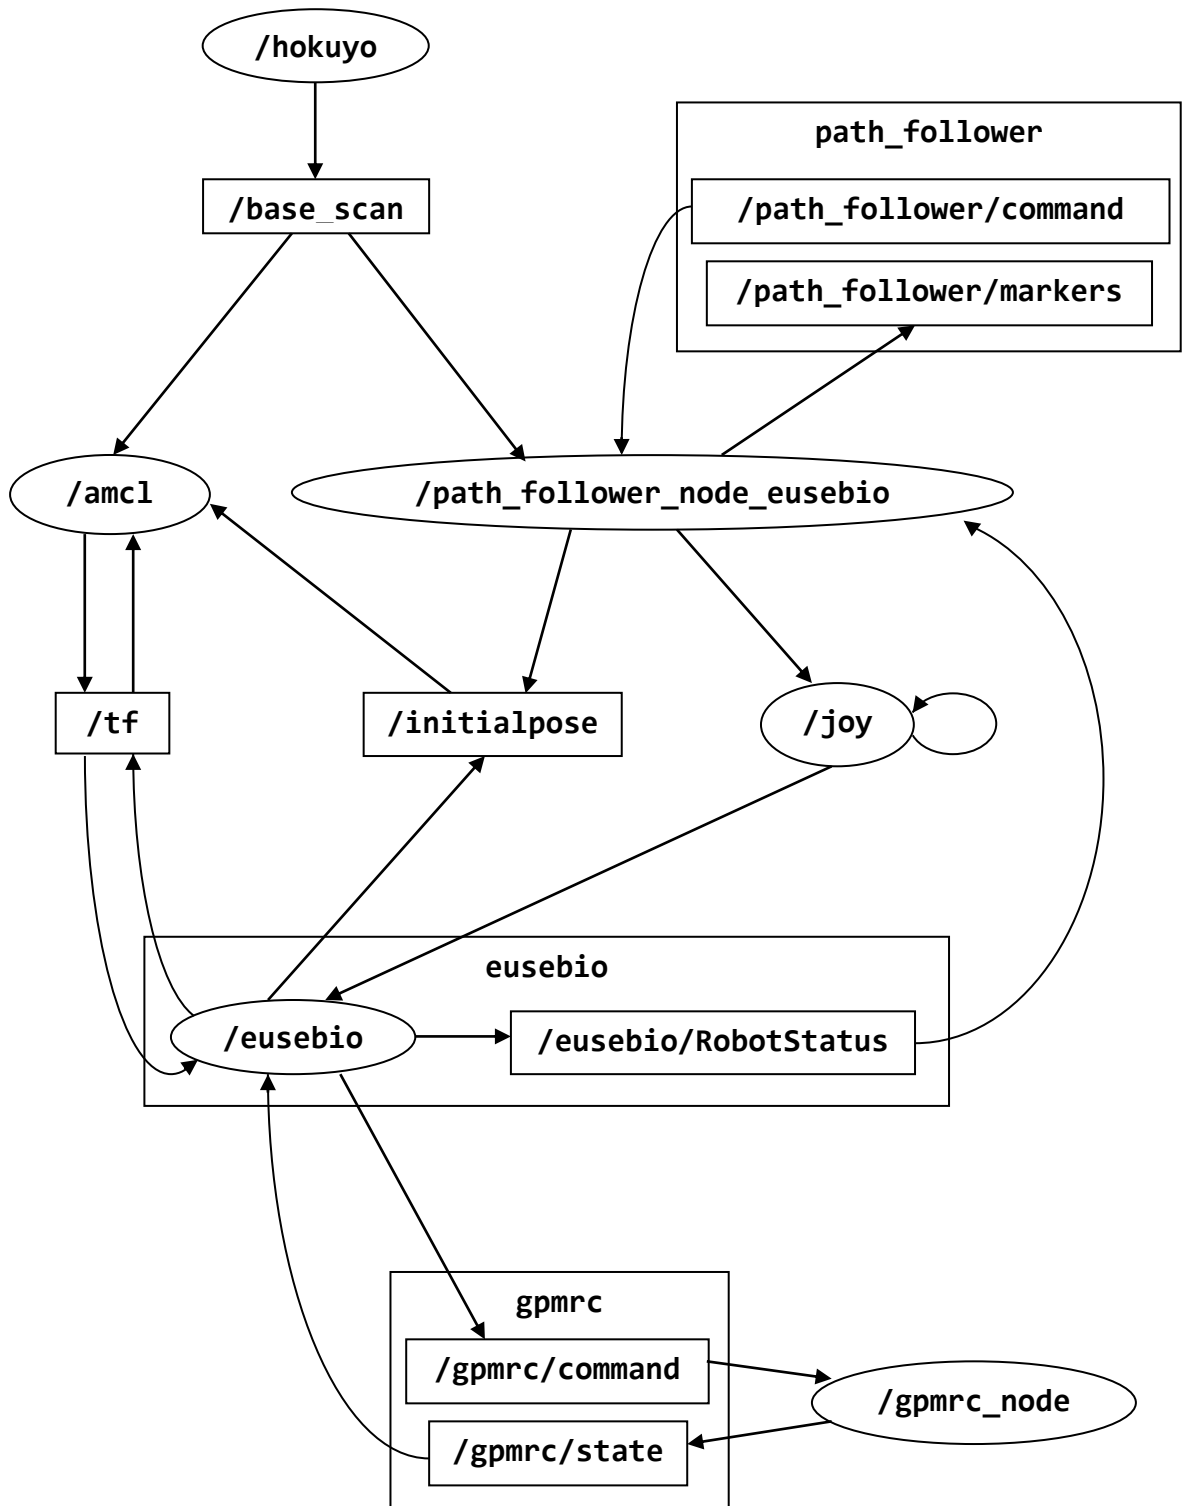 /hokuyo
path_follower
/base_scan
/path_follower/command
/path_follower/markers
/amcl
/path_follower_node_eusebio
/tf
/initialpose
/joy
eusebio
/eusebio
/eusebio/RobotStatus
gpmrc
/gpmrc/command
/gpmrc_node
/gpmrc/state